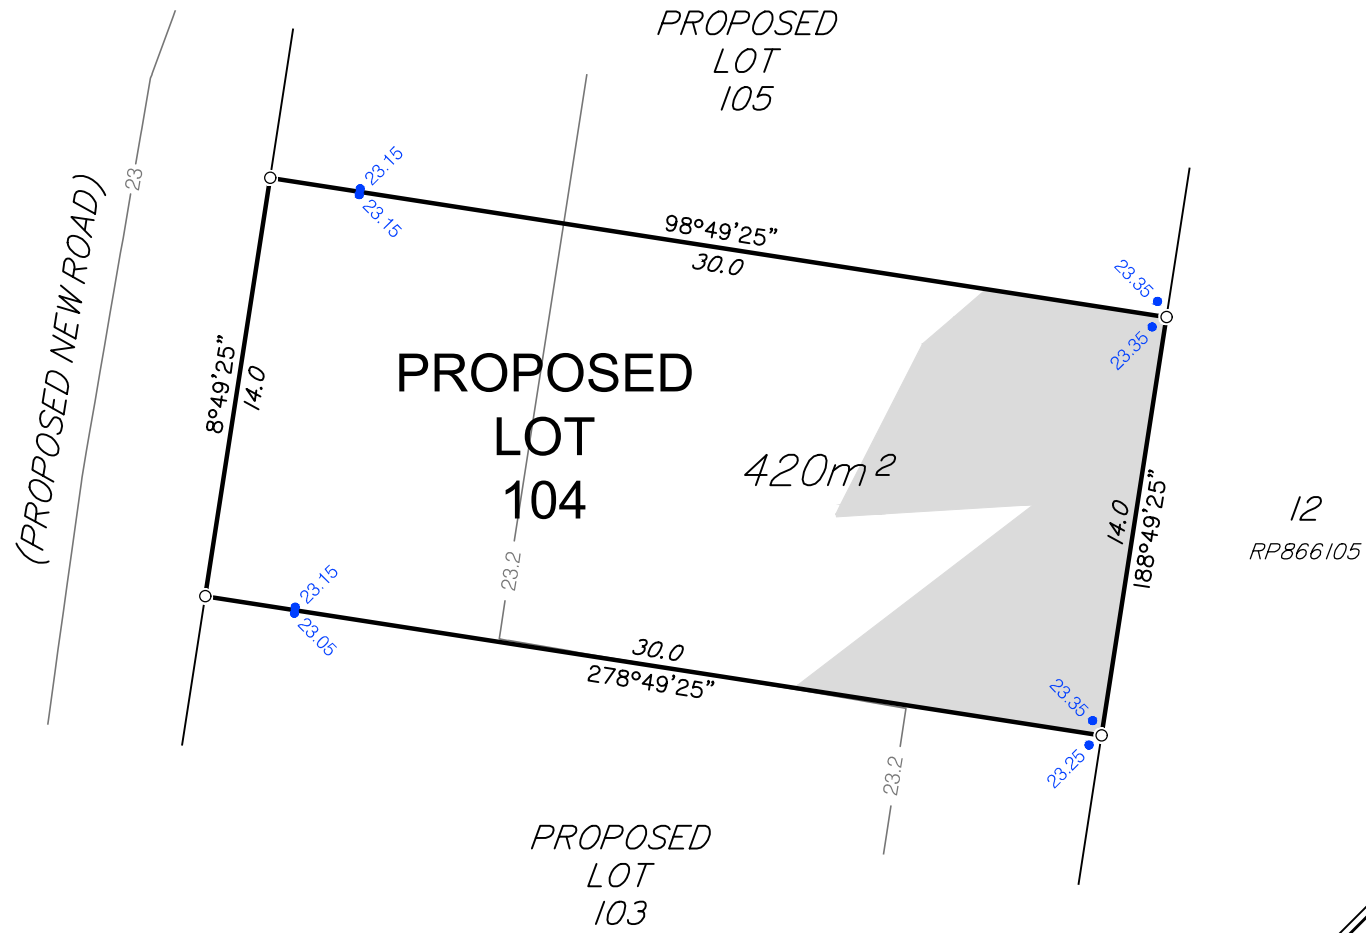 PROPOSED
LOT
105
23
23.15
23.15
(PROPOSED NEW ROAD)
98°49'25"
30.0
23.35
23.35
8°49'25"
14.0
PROPOSED
LOT
104
420m²
14.0
188°49'25"
12
RP866105
23.2
23.15
23.05
30.0
278°49'25"
23.35
23.25
23.2
PROPOSED
LOT
103